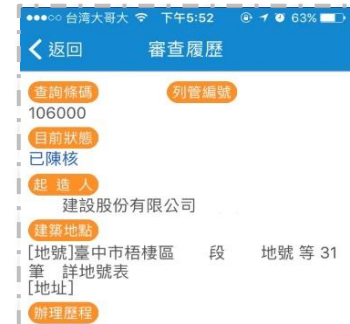 ●●●○○ 台湾大哥大 下午5:52 63%
返回 審查履歷
查詢條碼 列管編號
106000
目前狀態
已陳核
起 造 人
建設股份有限公司
建築地點
[地號]臺中市梧棲區 段 地號 等 31
筆 詳地號表
[地址]
辦理歷程